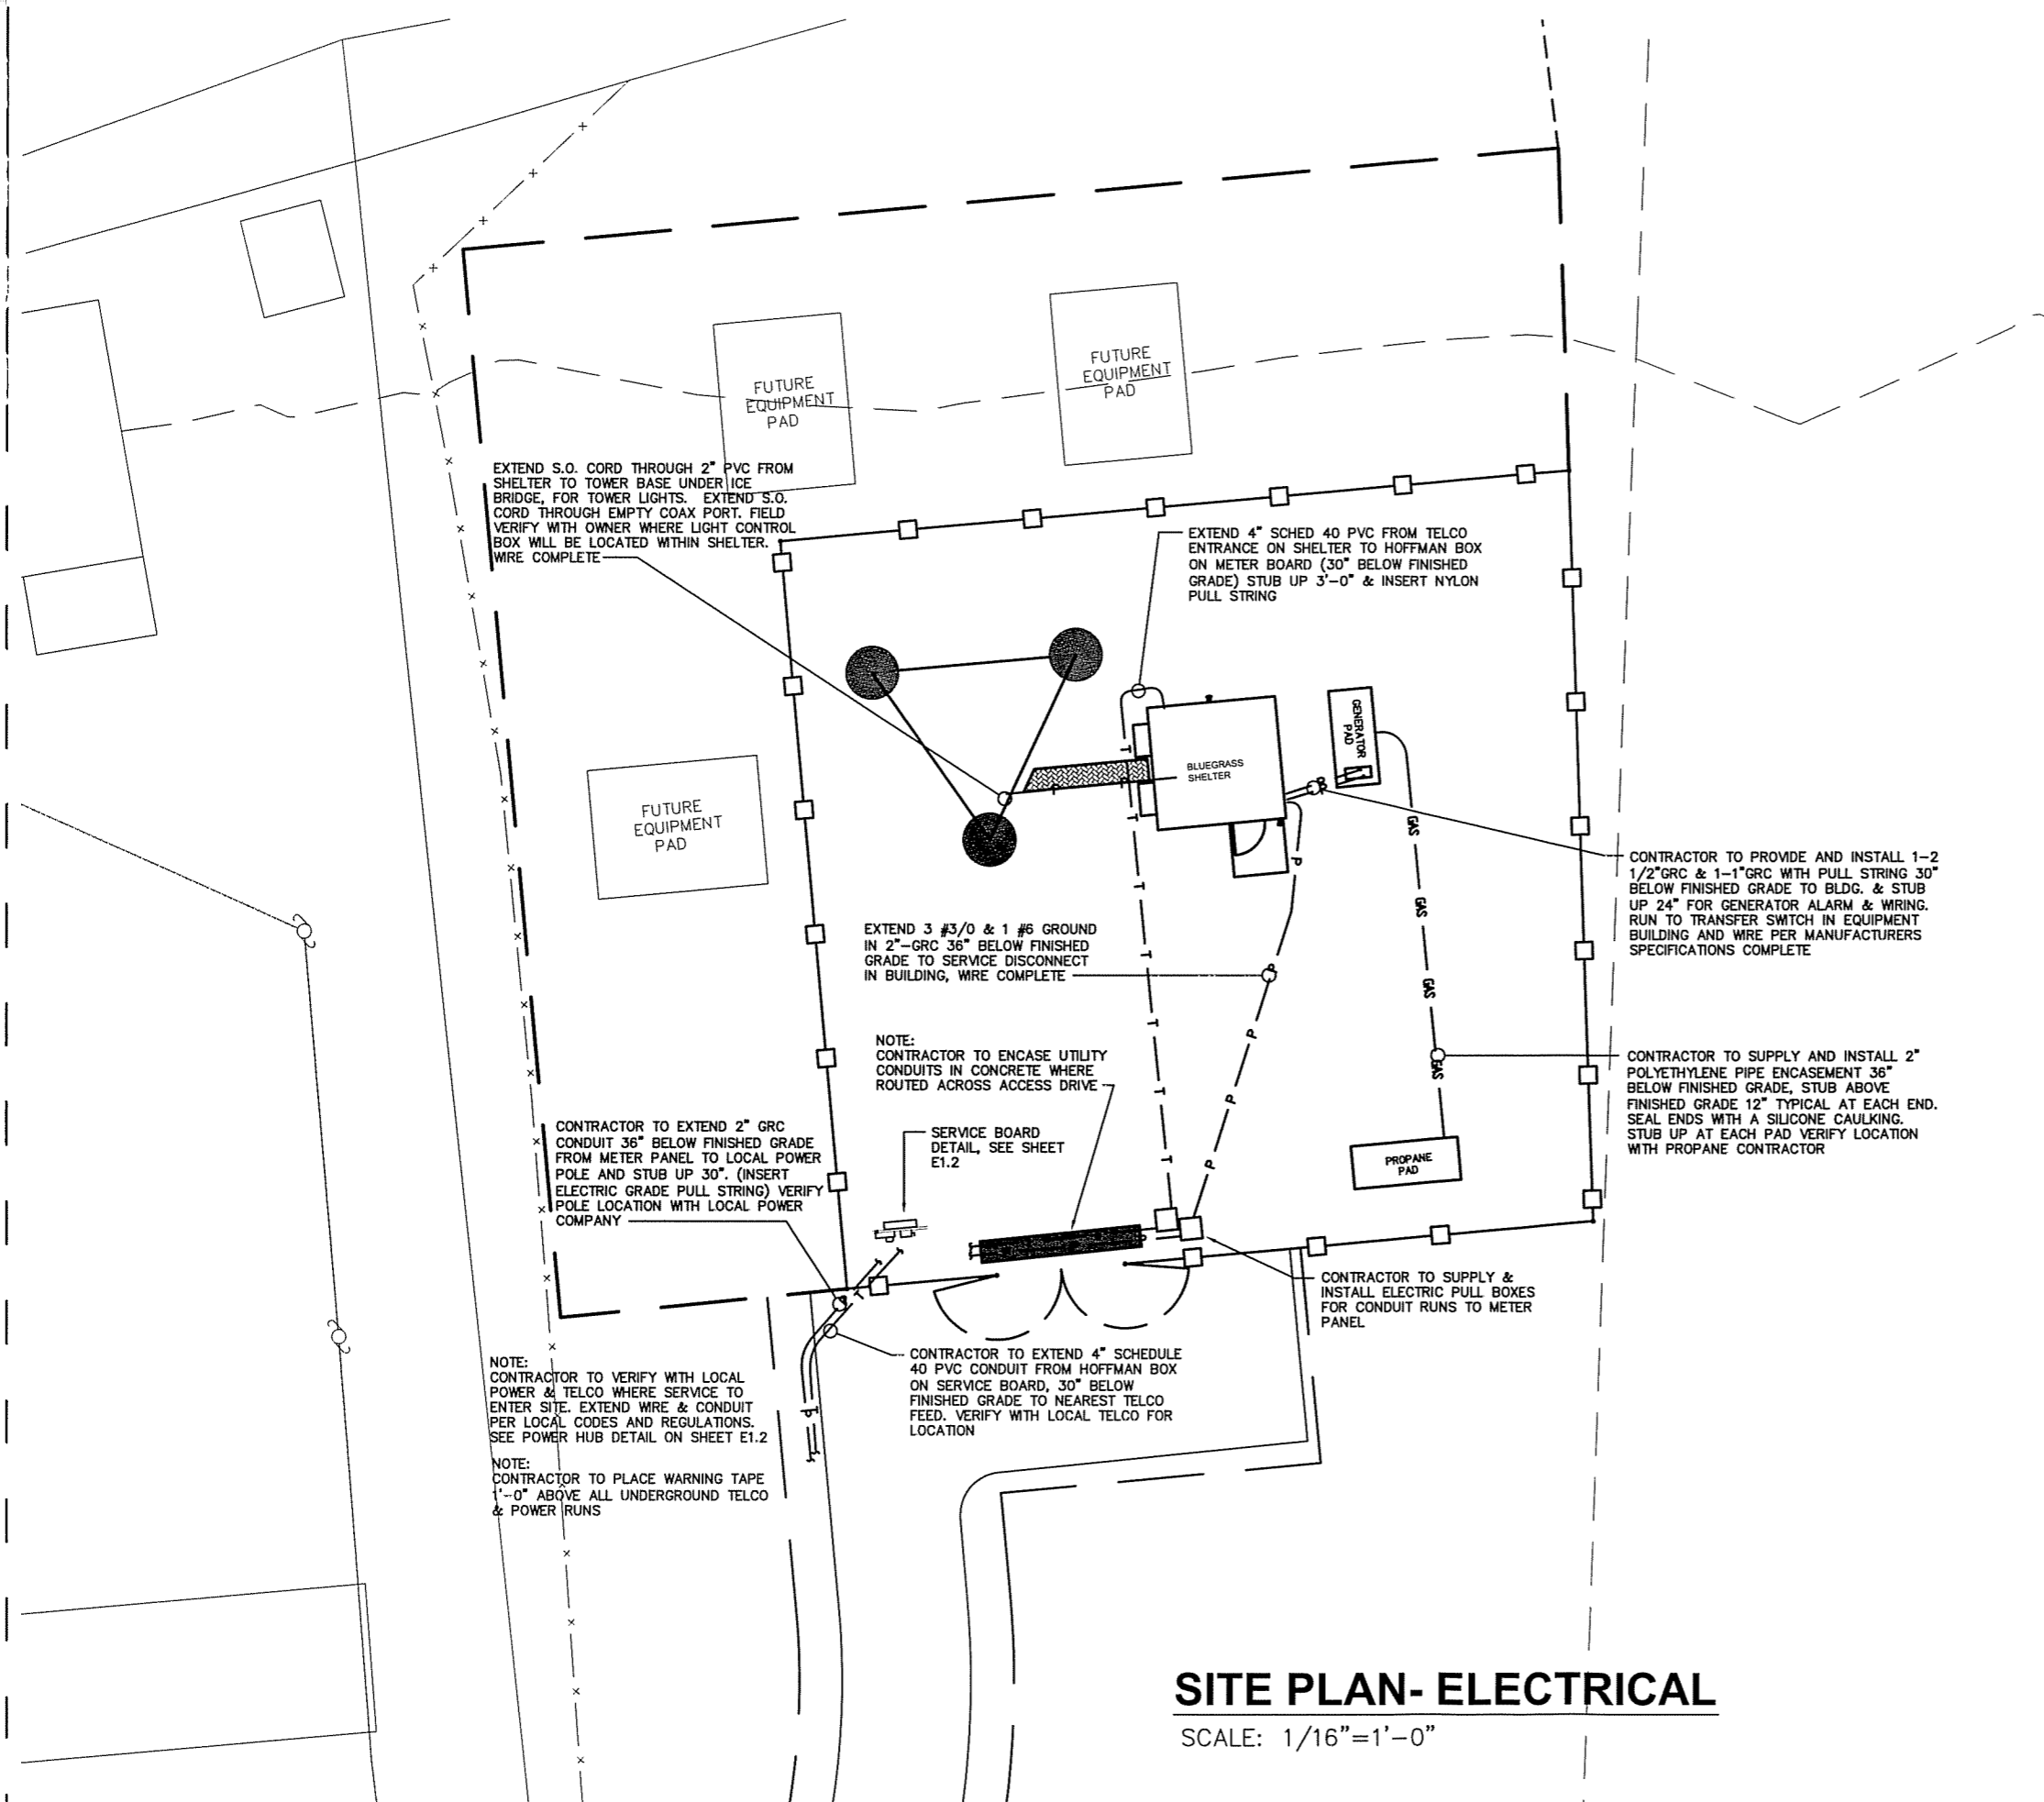 FUTURE
EQUIPMENT
PAD
FUTURE
EQUIPMENT
PAD
EXTEND S.O. CORD THROUGH 2" PVC FROM
SHELTER TO TOWER BASE UNDER ICE
BRIDGE, FOR TOWER LIGHTS. EXTEND S.O.
CORD THROUGH EMPTY COAX PORT. FIELD
VERIFY WITH OWNER WHERE LIGHT CONTROL
BOX WILL BE LOCATED WITHIN SHELTER.
WIRE COMPLETE
EXTEND 4" SCHED 40 PVC FROM TELCO
ENTRANCE ON SHELTER TO HOFFMAN BOX
ON METER BOARD (30" BELOW FINISHED
GRADE) STUB UP 3'-0" & INSERT NYLON
PULL STRING
GENERATOR
PAD
BLUEGRASS
SHELTER
FUTURE
EQUIPMENT
PAD
CONTRACTOR TO PROVIDE AND INSTALL 1-2
1/2"GRC & 1-1"GRC WITH PULL STRING 30"
BELOW FINISHED GRADE TO BLDG. & STUB
UP 24" FOR GENERATOR ALARM & WIRING.
RUN TO TRANSFER SWITCH IN EQUIPMENT
BUILDING AND WIRE PER MANUFACTURERS
SPECIFICATIONS COMPLETE
EXTEND 3 #3/0 & 1 #6 GROUND
IN 2"-GRC 36" BELOW FINISHED
GRADE TO SERVICE DISCONNECT
IN BUILDING, WIRE COMPLETE
GAS
GAS
GAS
GAS
T
T
T
T
T
T
T
T
T
T
P
P
P
P
P
P
P
NOTE:
CONTRACTOR TO ENCASE UTILITY
CONDUITS IN CONCRETE WHERE
ROUTED ACROSS ACCESS DRIVE
CONTRACTOR TO SUPPLY AND INSTALL 2"
POLYETHYLENE PIPE ENCASEMENT 36"
BELOW FINISHED GRADE, STUB ABOVE
FINISHED GRADE 12" TYPICAL AT EACH END.
SEAL ENDS WITH A SILICONE CAULKING.
STUB UP AT EACH PAD VERIFY LOCATION
WITH PROPANE CONTRACTOR
CONTRACTOR TO EXTEND 2" GRC
CONDUIT 36" BELOW FINISHED GRADE
FROM METER PANEL TO LOCAL POWER
POLE AND STUB UP 30". (INSERT
ELECTRIC GRADE PULL STRING) VERIFY
POLE LOCATION WITH LOCAL POWER
COMPANY
SERVICE BOARD
DETAIL, SEE SHEET
E1.2
PROPANE
PAD
CONTRACTOR TO SUPPLY &
INSTALL ELECTRIC PULL BOXES
FOR CONDUIT RUNS TO METER
PANEL
T
P
T
CONTRACTOR TO EXTEND 4" SCHEDULE
40 PVC CONDUIT FROM HOFFMAN BOX
ON SERVICE BOARD, 30" BELOW
FINISHED GRADE TO NEAREST TELCO
FEED. VERIFY WITH LOCAL TELCO FOR
LOCATION
NOTE:
CONTRACTOR TO VERIFY WITH LOCAL
POWER & TELCO WHERE SERVICE TO
ENTER SITE. EXTEND WIRE & CONDUIT
PER LOCAL CODES AND REGULATIONS.
SEE POWER HUB DETAIL ON SHEET E1.2
NOTE:
CONTRACTOR TO PLACE WARNING TAPE
1'-0" ABOVE ALL UNDERGROUND TELCO
& POWER RUNS
SITE PLAN- ELECTRICAL
SCALE: 1/16"=1'-0"